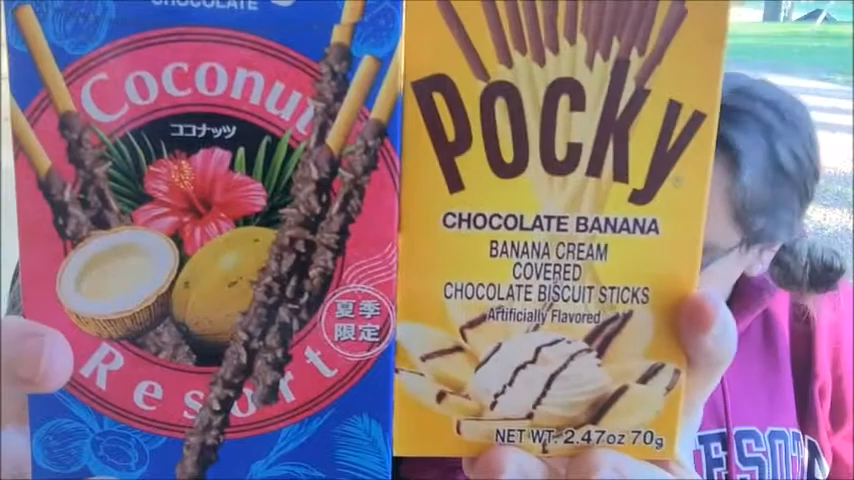 CHOCOLATE
Coconut
ココナッツ
Resort
夏季
限定
Pocky
CHOCOLATE BANANA
BANANA CREAM
COVERED
CHOCOLATE BISCUIT STICKS
Artificially Flavored
NET WT. 2.47oz 70g